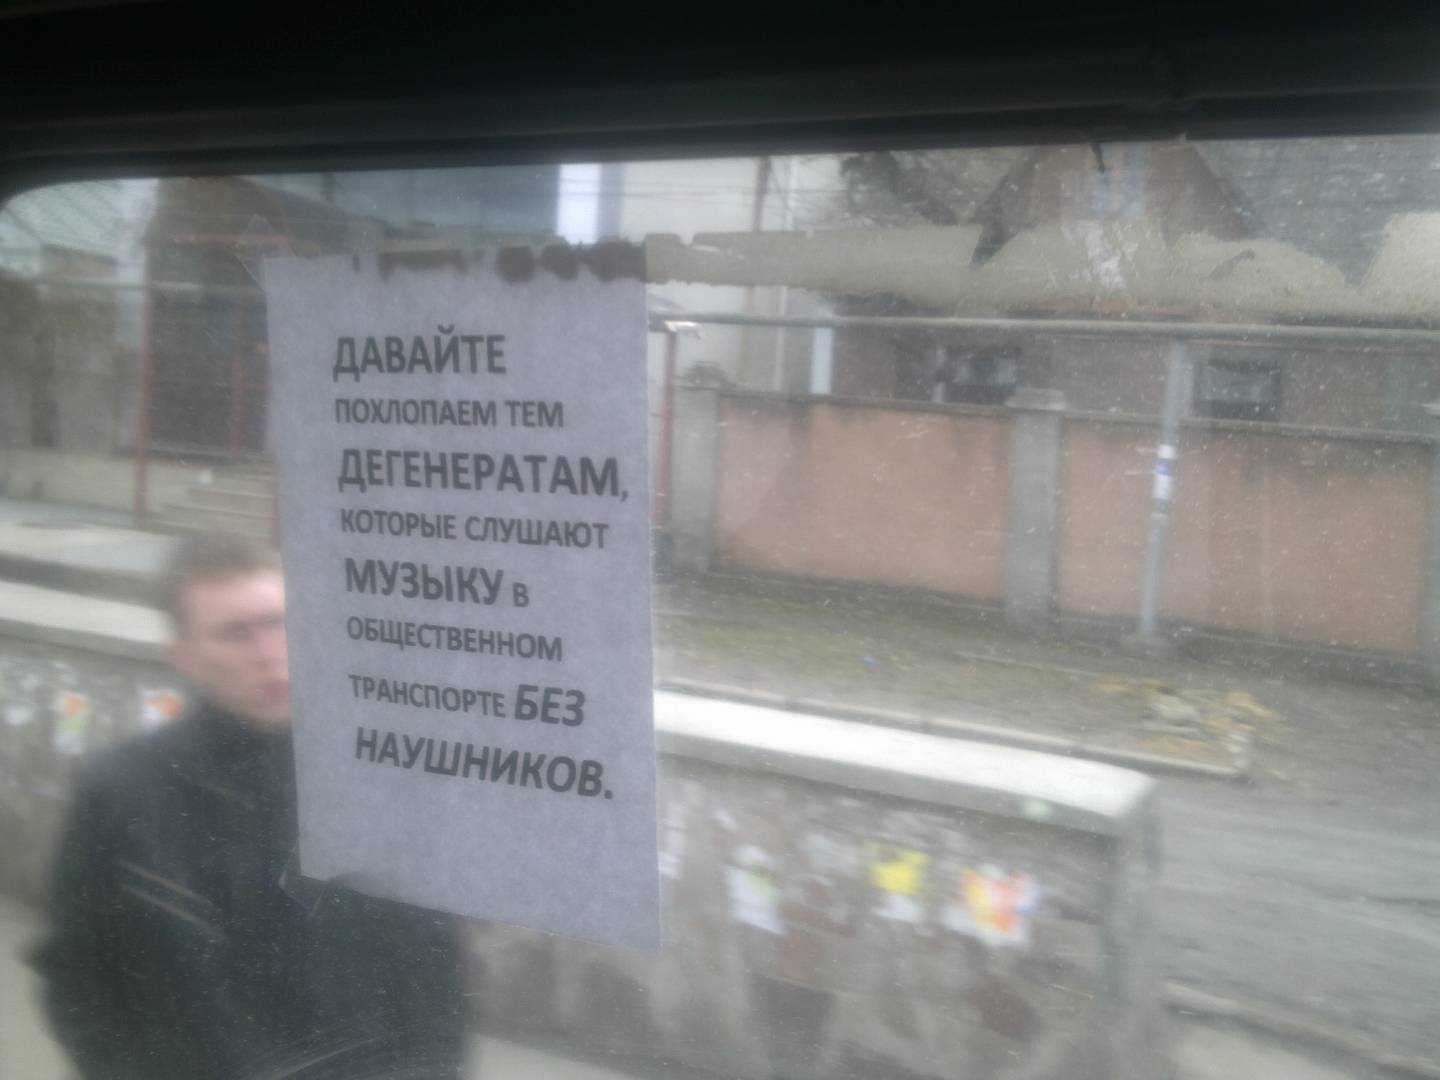 ДАВАЙТЕ
ПОХЛОПАЕМ ТЕМ
ДЕГЕНЕРАТАМ,
КОТОРЫЕ СЛУШАЮТ
МУЗЫКУ В
ОБЩЕСТВЕННОМ
ТРАНСПОРТЕ БЕЗ
НАУШНИКОВ.